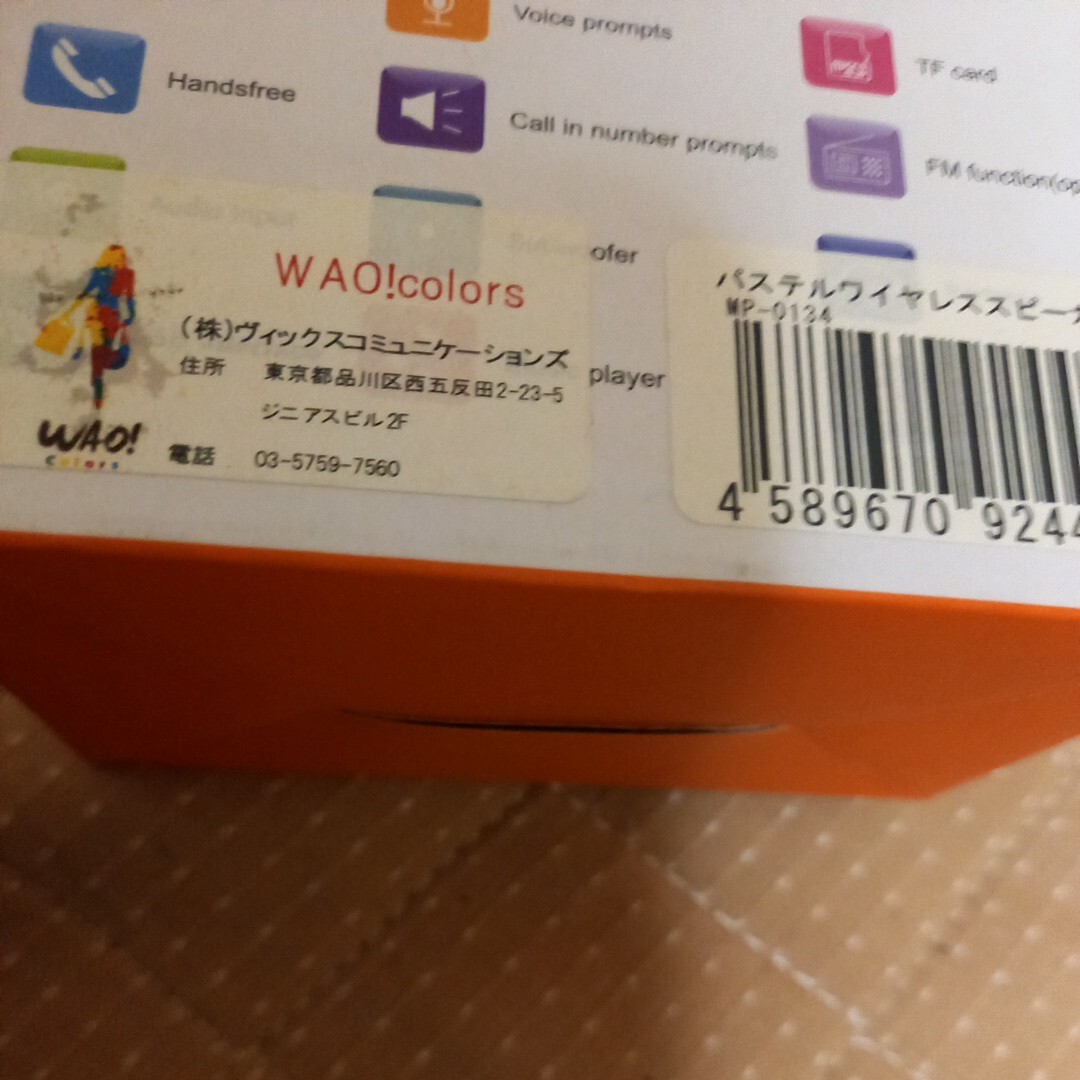 Voice prompts
TF card
Handsfree
Call in number prompts
FM function(op
Audio input
ofer
player
WAO!colors
(株)ヴィックスコミュニケーションズ
住所 東京都品川区西五反田2-23-5
ジニアスビル2F
電話 03-5759-7560
WAO!
Colors
パステルワイヤレススピーカ
WP-0134
4 589670 9244